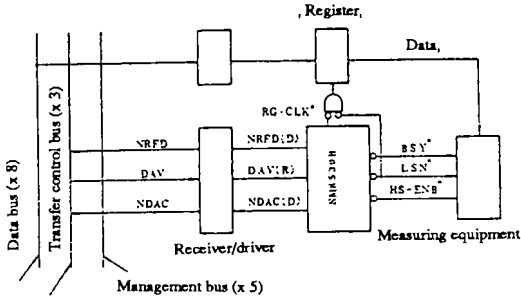 , Register,
Data,
RG-CLK*
NRFD
NRFD(D)
BSY*
LSN*
DAV
DAV(R)
HS-ENB*
NDAC
NDAC(D)
Data bus (x 8)
Transfer control bus (x 3)
Receiver/driver
Measuring equipment
Management bus (x 5)